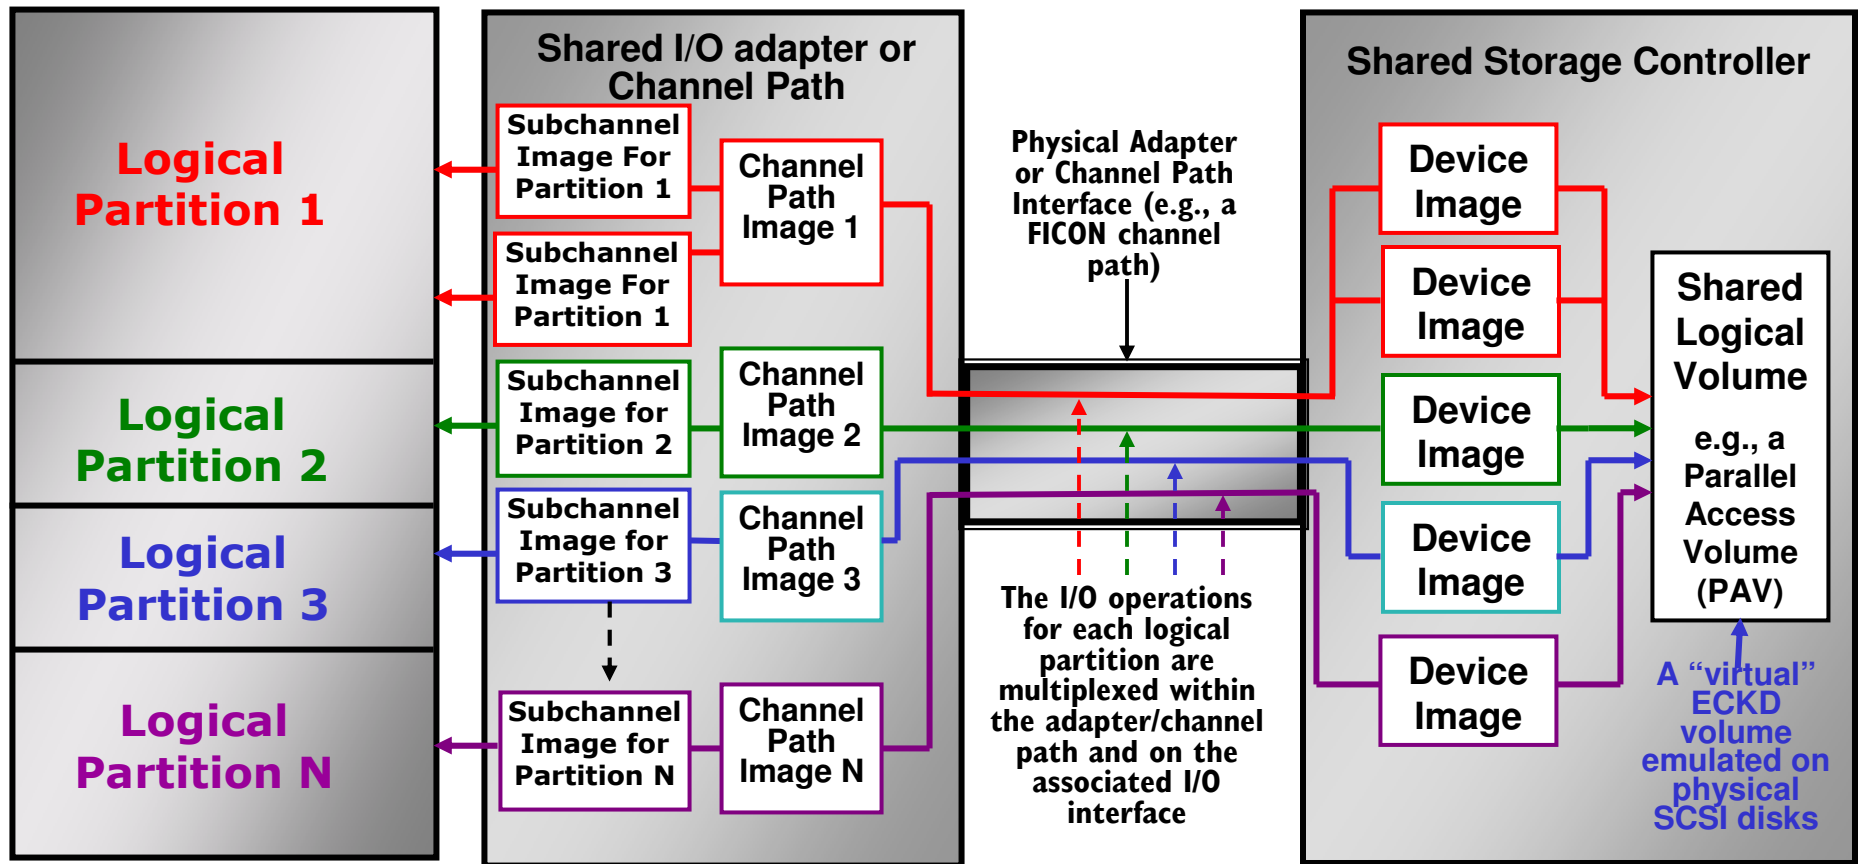 Logical
Partition 1
Logical
Partition 2
Logical
Partition 3
Logical
Partition N
Shared I/O adapter or
Channel Path
Subchannel
Image For
Partition 1
Subchannel
Image For
Partition 1
Subchannel
Image for
Partition 2
Subchannel
Image for
Partition 3
Subchannel
Image for
Partition N
Channel
Path
Image 1
Channel
Path
Image 2
Channel
Path
Image 3
Channel
Path
Image N
Physical Adapter
or Channel Path
Interface (e.g., a
FICON channel
path)
The I/O operations
for each logical
partition are
multiplexed within
the adapter/channel
path and on the
associated I/O
interface
Shared Storage Controller
Device
Image
Device
Image
Device
Image
Device
Image
Device
Image
Shared
Logical
Volume
e.g., a
Parallel
Access
Volume
(PAV)
A “virtual”
ECKD
volume
emulated on
physical
SCSI disks